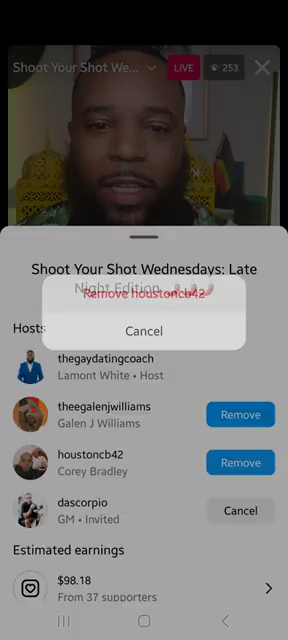 Shoot Your Shot We...
LIVE
253
Shoot Your Shot Wednesdays: Late
Night Edition
Remove houstoncb42
Cancel
Hosts
thegaydatingcoach
Lamont White • Host
theegalenjwilliams
Galen J Williams
Remove
houstoncb42
Corey Bradley
Remove
dascorpio
GM • Invited
Cancel
Estimated earnings
$98.18
From 37 supporters